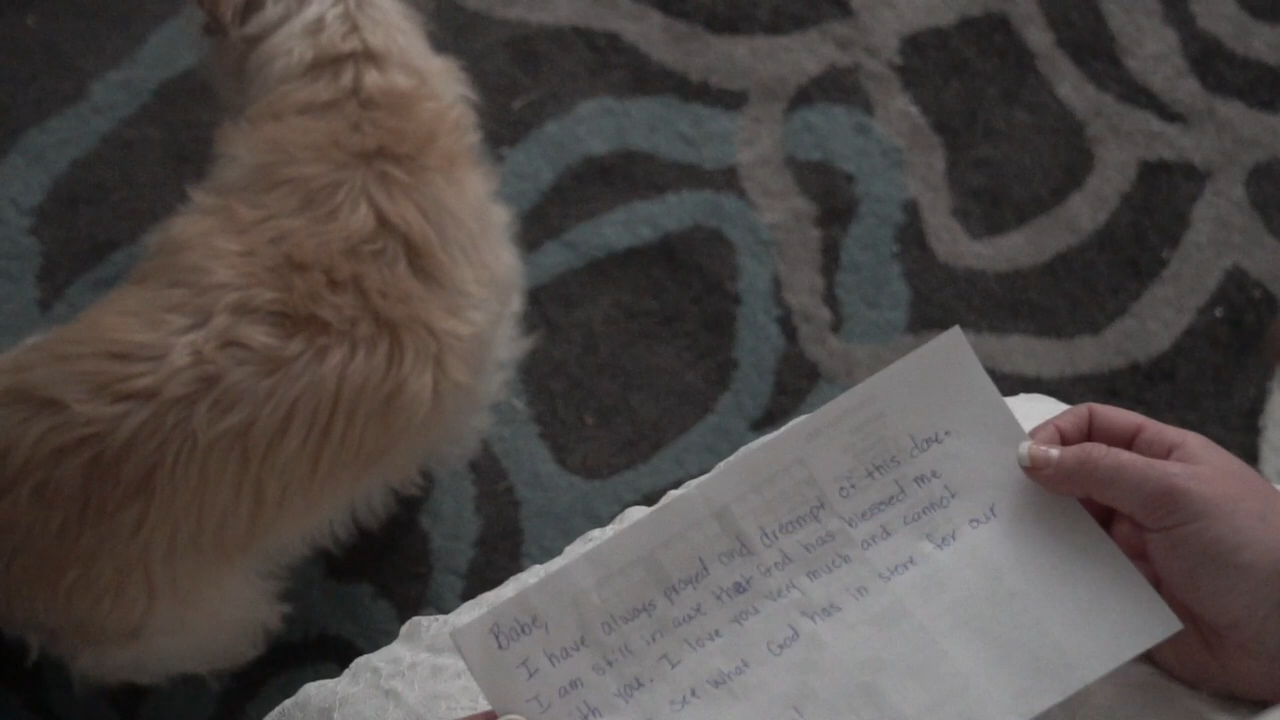 Babe,
I have always prayed and dreampt of this day.
I am still in awe that God has blessed me
th you. I love you very much and cannot
see what God has in store for our